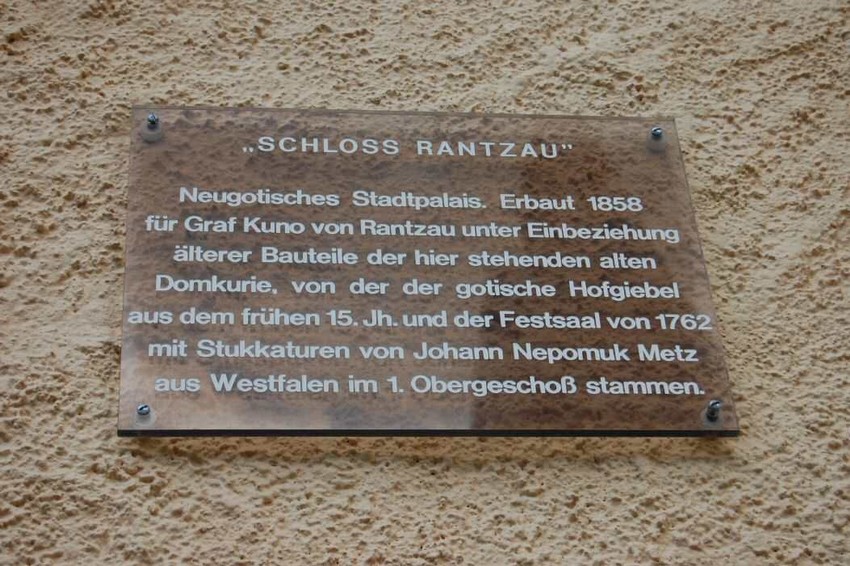 „SCHLOSS RANTZAU”
Neugotisches Stadtpalais. Erbaut 1858
für Graf Kuno von Rantzau unter Einbeziehung
älterer Bauteile der hier stehenden alten
Domkurie, von der der gotische Hofgiebel
aus dem frühen 15. Jh. und der Festsaal von 1762
mit Stukkaturen von Johann Nepomuk Metz
aus Westfalen im 1. Obergeschoß stammen.